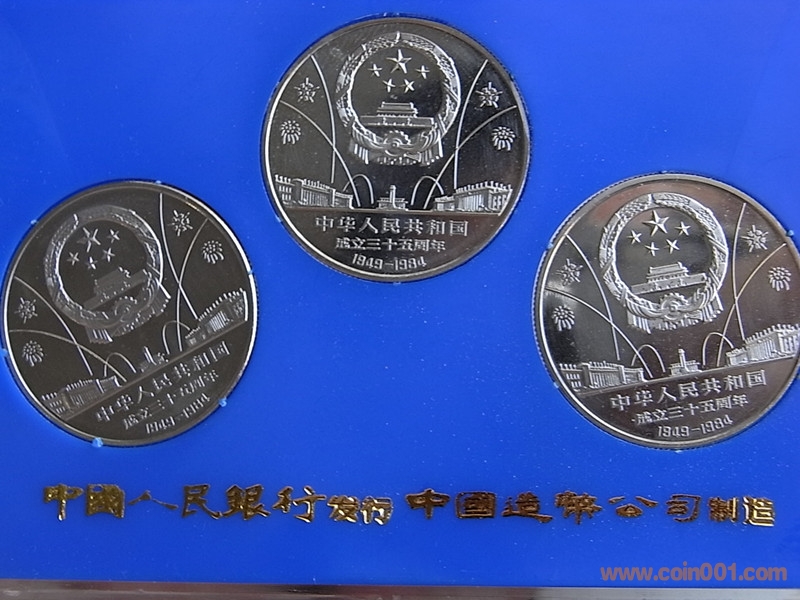 中华人民共和国
成立三十五周年
1949-1984
中华人民共和国
成立三十五周年
1949-1984
中华人民共和国
成立三十五周年
1949-1984
中國人民銀行发行 中國造幣公司制造
www.coin001.com